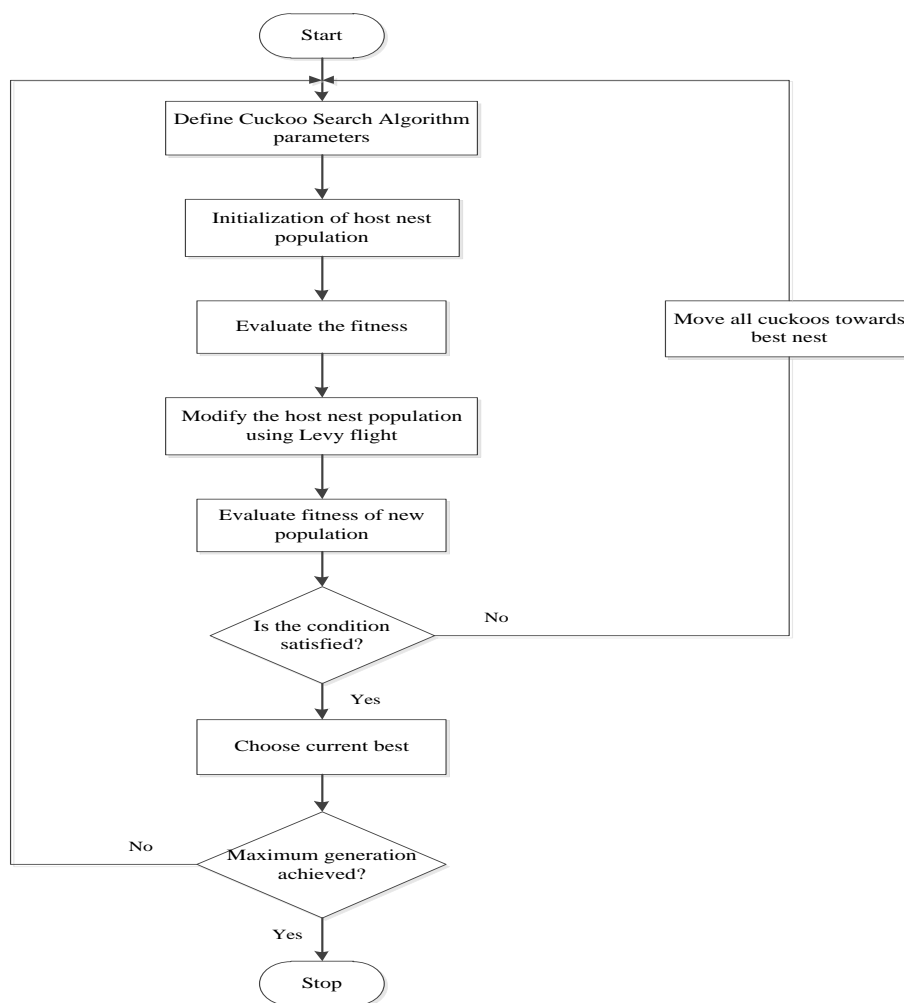 Start
Define Cuckoo Search Algorithm
parameters
Initialization of host nest
population
Evaluate the fitness
Move all cuckoos towards
best nest
Modify the host nest population
using Levy flight
Evaluate fitness of new
population
Is the condition
satisfied?
No
Yes
Choose current best
No
Maximum generation
achieved?
Yes
Stop